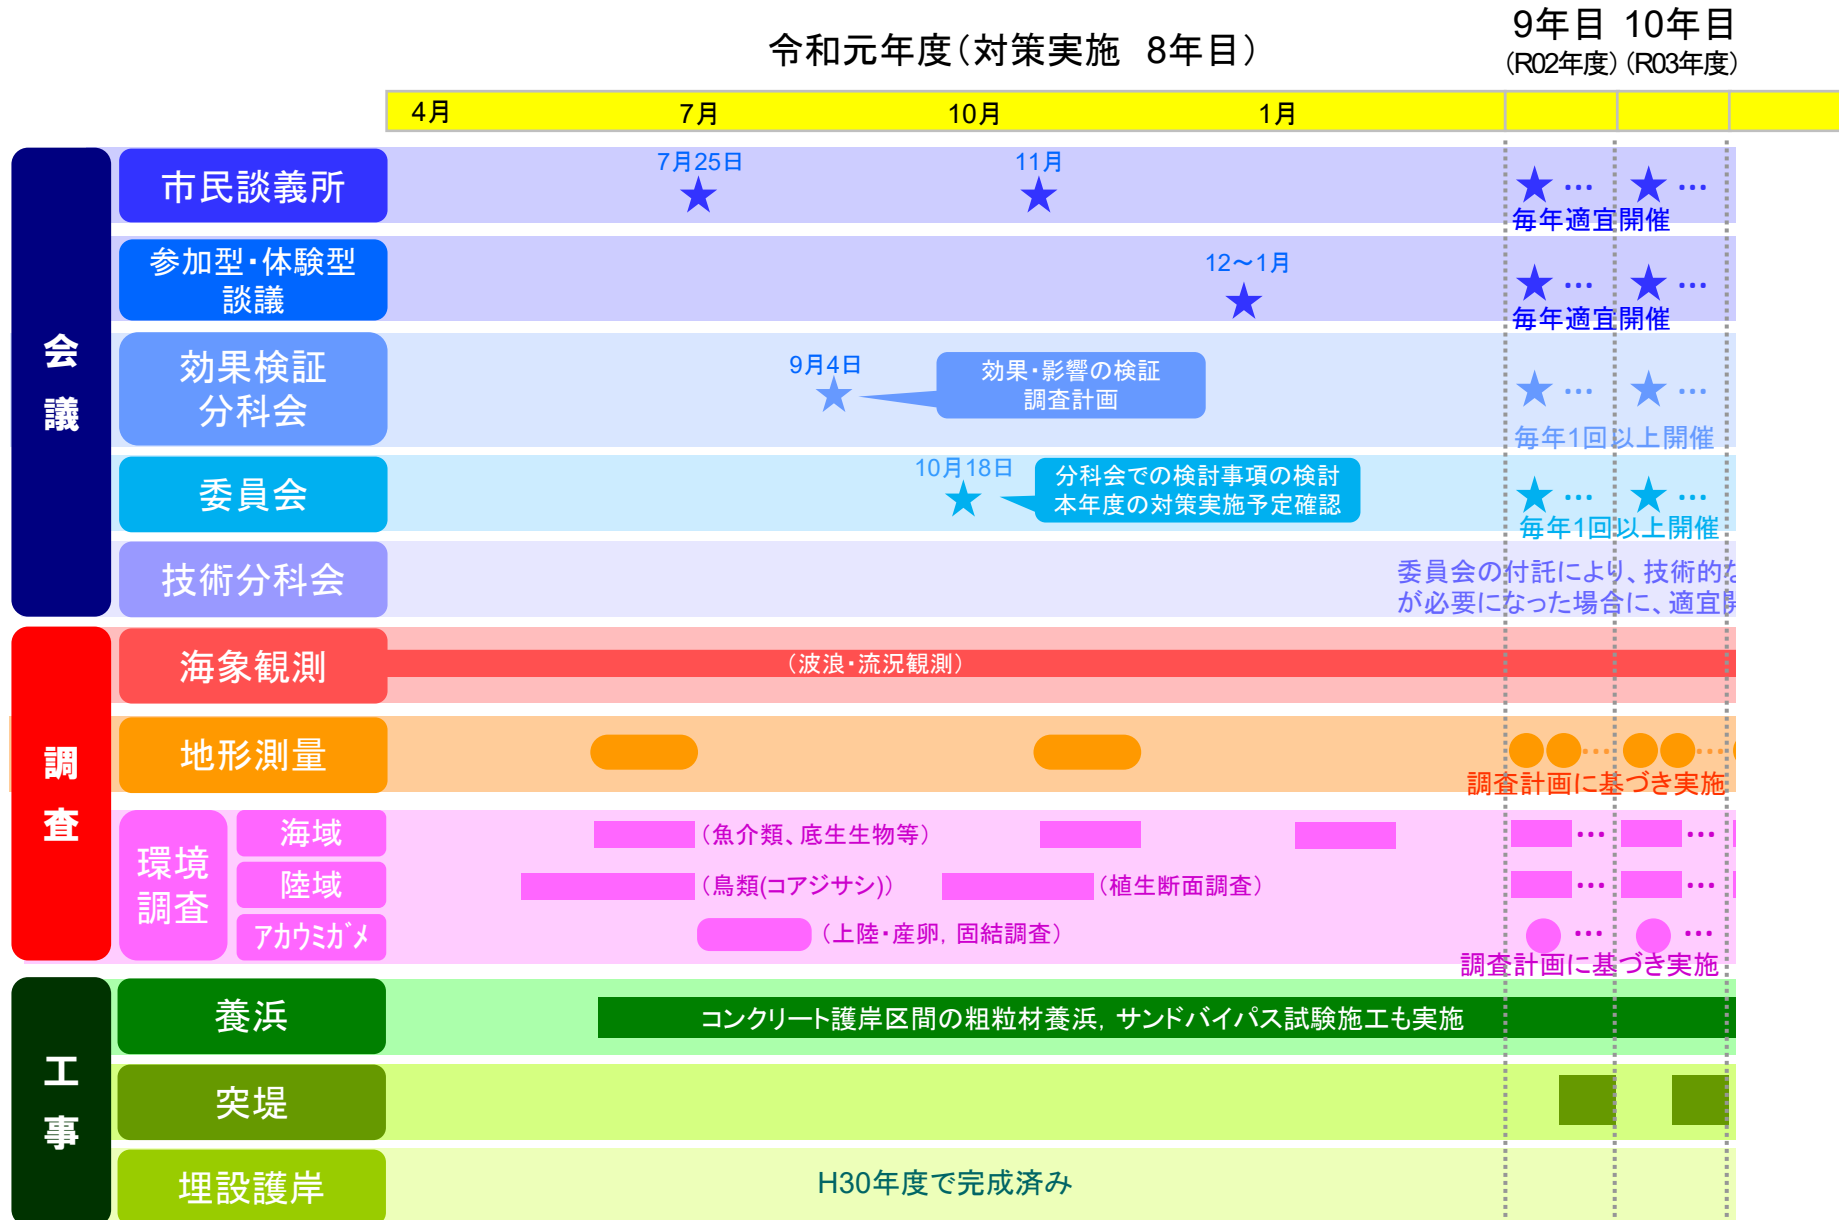 令和元年度（対策実施　8年目）
9年目
10年目
（R02年度）
（R03年度）
4月
7月
10月
1月
会議
市民談義所
7月25日
11月
★…
★…
毎年適宜開催
参加型・体験型
談議
12～1月
★…
★…
毎年適宜開催
効果検証
分科会
9月4日
効果・影響の検証
調査計画
★…
★…
毎年1回以上開催
委員会
10月18日
分科会での検討事項の検討
本年度の対策実施予定確認
★…
★…
毎年1回以上開催
技術分科会
委員会の付託により、技術的な
が必要になった場合に、適宜開
調査
海象観測
（波浪・流況観測）
地形測量
調査計画に基づき実施
環境
調査
海域
（魚介類、底生生物等）
陸域
（鳥類(コアジサシ)）
（植生断面調査）
ｱｶｳﾐｶﾞﾒ
（上陸・産卵，固結調査）
調査計画に基づき実施
工事
養浜
コンクリート護岸区間の粗粒材養浜，サンドバイパス試験施工も実施
突堤
埋設護岸
H30年度で完成済み